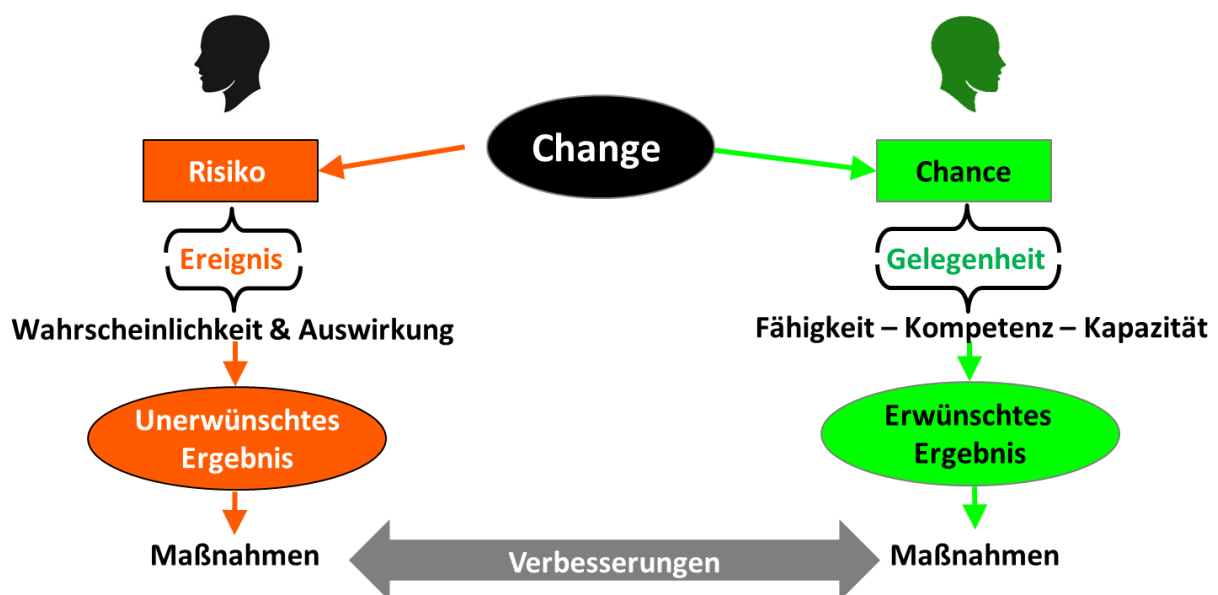 Change
Risiko
Chance
Ereignis
Gelegenheit
Wahrscheinlichkeit & Auswirkung
Fähigkeit – Kompetenz – Kapazität
Unerwünschtes
Ergebnis
Erwünschtes
Ergebnis
Maßnahmen
Verbesserungen
Maßnahmen